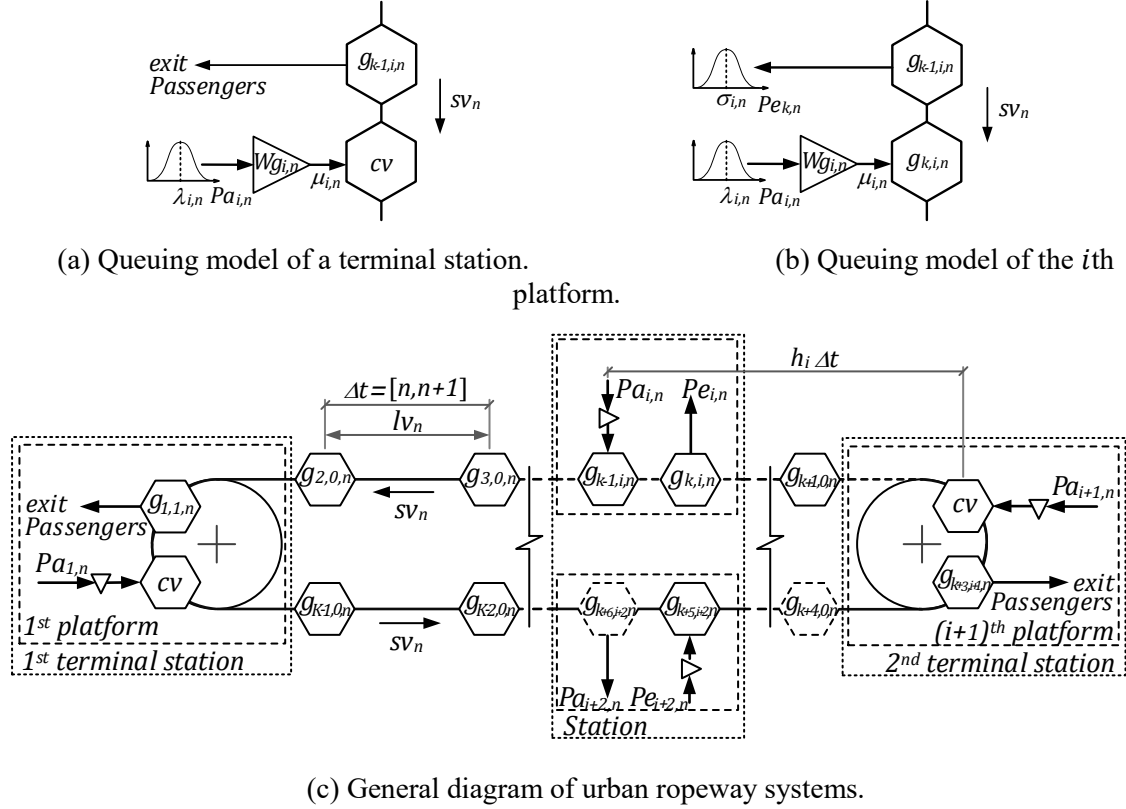 g_{k-1,i,n}
exit
Passengers
sv_n
Wg_{i,n}
cv
λ_{i,n} Pa_{i,n}
μ_{i,n}
g_{k-1,i,n}
σ_{i,n} Pe_{k,n}
sv_n
Wg_{i,n}
g_{k,i,n}
λ_{i,n} Pa_{i,n}
μ_{i,n}
(a) Queuing model of a terminal station.
(b) Queuing model of the ith
platform.
h_i Δt
Δt=[n,n+1]
Pa_{i,n} Pe_{i,n}
lv_n
g_{2,0,n} g_{3,0,n} g_{k-1,i,n} g_{k,i,n} g_{k+1,0,n}
g_{1,1,n}
cv
Pa_{i+1,n}
exit
Passengers
sv_n
sv_n
Pa_{1,n}
cv
g_{K-1,0,n} g_{K-2,0,n} g_{k+6,i+2,n} g_{k+5,i+2,n} g_{k+4,0,n}
exit
Passengers
sv_n
1st platform
(i+1)th platform
1st terminal station
2nd terminal station
Pa_{i+2,n} Pe_{i+2,n}
Station
(c) General diagram of urban ropeway systems.